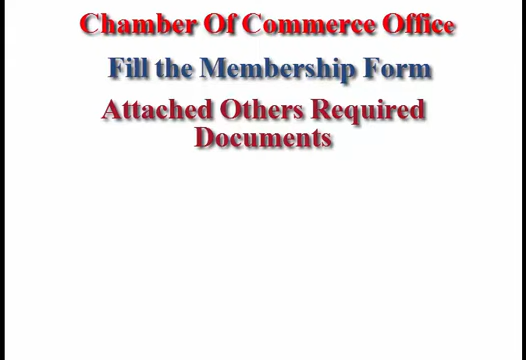 Chamber Of Commerce Office
Fill the Membership Form
Attached Others Required
Documents